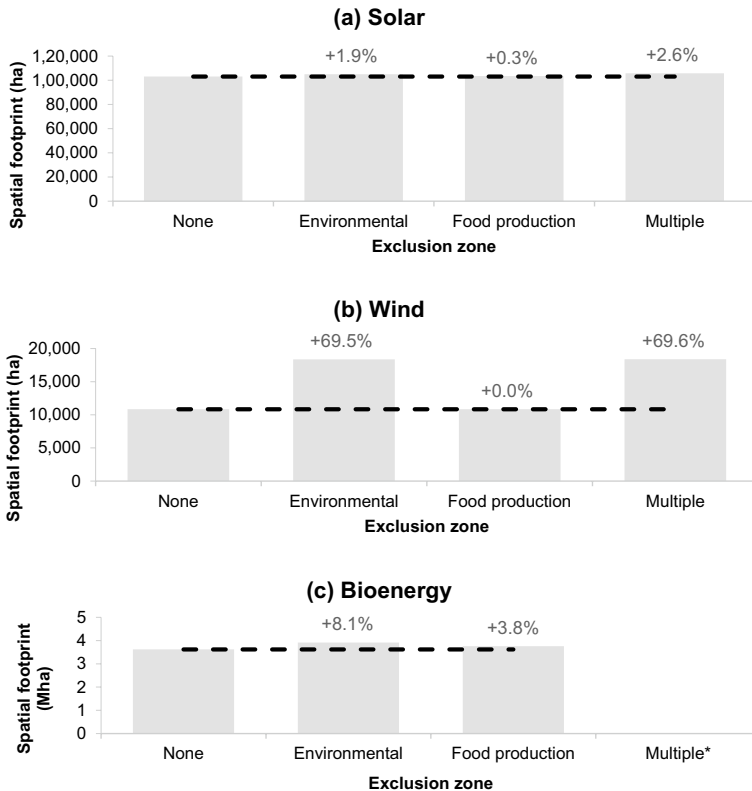 (a) Solar
Spatial footprint (ha)
1,20,000
1,00,000
80,000
60,000
40,000
20,000
0
+1.9%
+0.3%
+2.6%
None
Environmental
Food production
Multiple
Exclusion zone
(b) Wind
Spatial footprint (ha)
20,000
15,000
10,000
5,000
0
+69.5%
+0.0%
+69.6%
None
Environmental
Food production
Multiple
Exclusion zone
(c) Bioenergy
Spatial footprint
(Mha)
5
4
3
2
1
0
+8.1%
+3.8%
None
Environmental
Food production
Multiple*
Exclusion zone